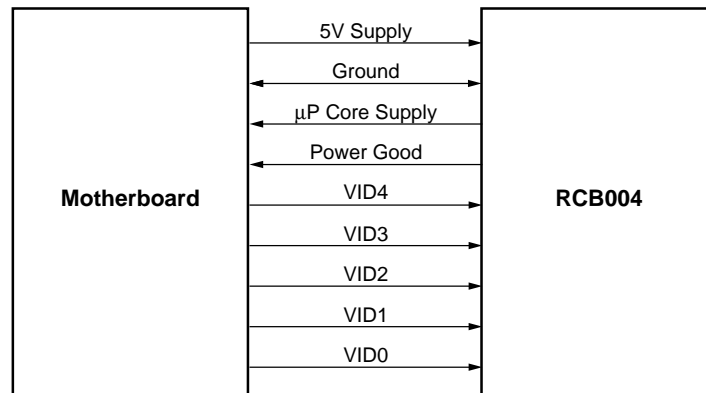 5V Supply
Ground
μP Core Supply
Power Good
Motherboard
VID4
RCB004
VID3
VID2
VID1
VID0